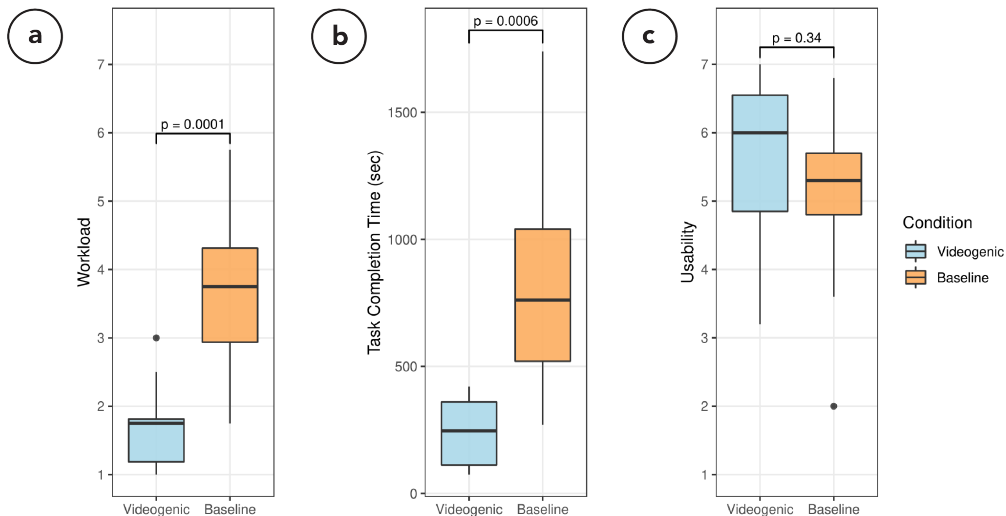 a
p = 0.0001
Workload
7
6
5
4
3
2
1
Videogenic
Baseline
b
p = 0.0006
Task Completion Time (sec)
1500
1000
500
0
Videogenic
Baseline
c
p = 0.34
Usability
7
6
5
4
3
2
1
Videogenic
Baseline
Condition
Videogenic
Baseline